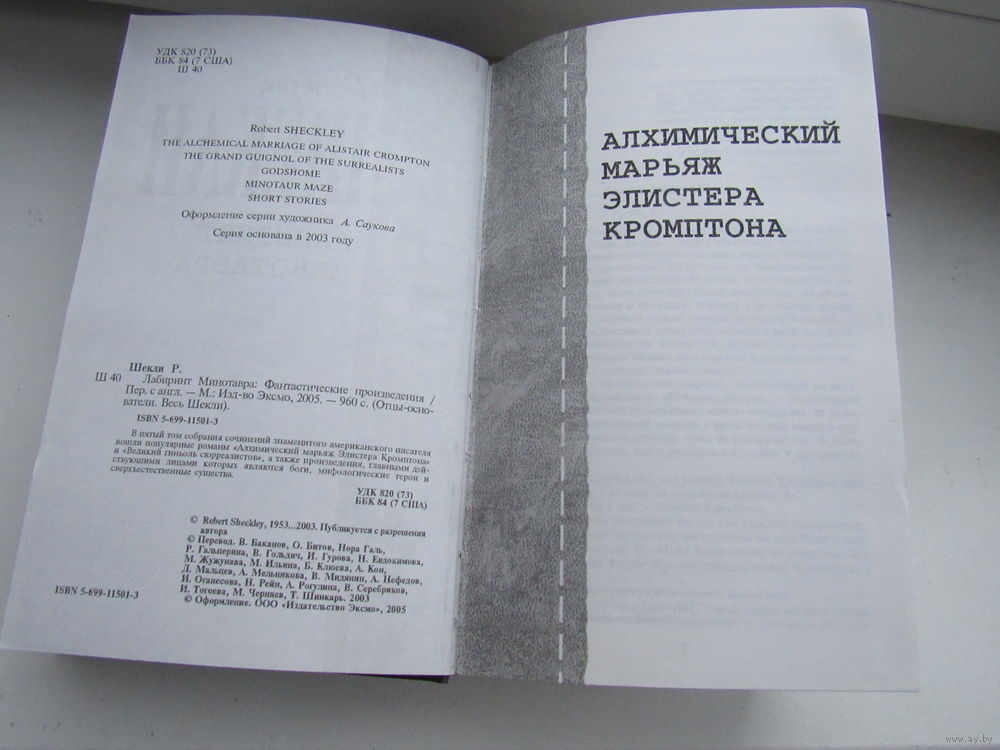 УДК 820 (73)
ББК 84 (7 США)
Ш 40
Robert SHECKLEY
THE ALCHEMICAL MARRIAGE OF ALISTAIR CROMPTON
THE GRAND GUIGNOL OF THE SURREALISTS
GODSHOME
MINOTAUR MAZE
SHORT STORIES
Оформление серии художника А. Саукова
Серия основана в 2003 году
Шекли Р.
Ш 40 Лабиринт Минотавра: Фантастические произведения /
Пер. с англ. — М.: Изд-во Эксмо, 2005. — 960 с. (Отцы-осно-
ватели. Весь Шекли).
ISBN 5-699-11501-3
В пятый том собрания сочинений знаменитого американского писателя
вошли популярные романы «Алхимический марьяж Элистера Кромптона»
и «Великий гиньоль сюрреалистов», а также произведения, главными дей-
ствующими лицами которых являются боги, мифологические герои и
сверхъестественные существа.
УДК 820 (73)
ББК 84 (7 США)
© Robert Sheckley, 1953...2003. Публикуется с разрешения
автора
© Перевод. В. Баканов, О. Битов, Нора Галь,
Р. Гальперина, В. Гольдич, И. Гурова, Н. Евдокимова,
М. Жужунава, М. Ильина, Б. Клюева, А. Кон,
Д. Мальцев, А. Мельникова, В. Мидянин, А. Нефедов,
И. Оганесова, Н. Рейн, А. Рогулина, В. Серебряков,
И. Тогоева, М. Черняев, Т. Шинкарь. 2003
ISBN 5-699-11501-3
© Оформление. ООО «Издательство Эксмо», 2005
АЛХИМИЧЕСКИЙ
МАРЬЯЖ
ЭЛИСТЕРА
КРОМПТОНА
www.ay.by